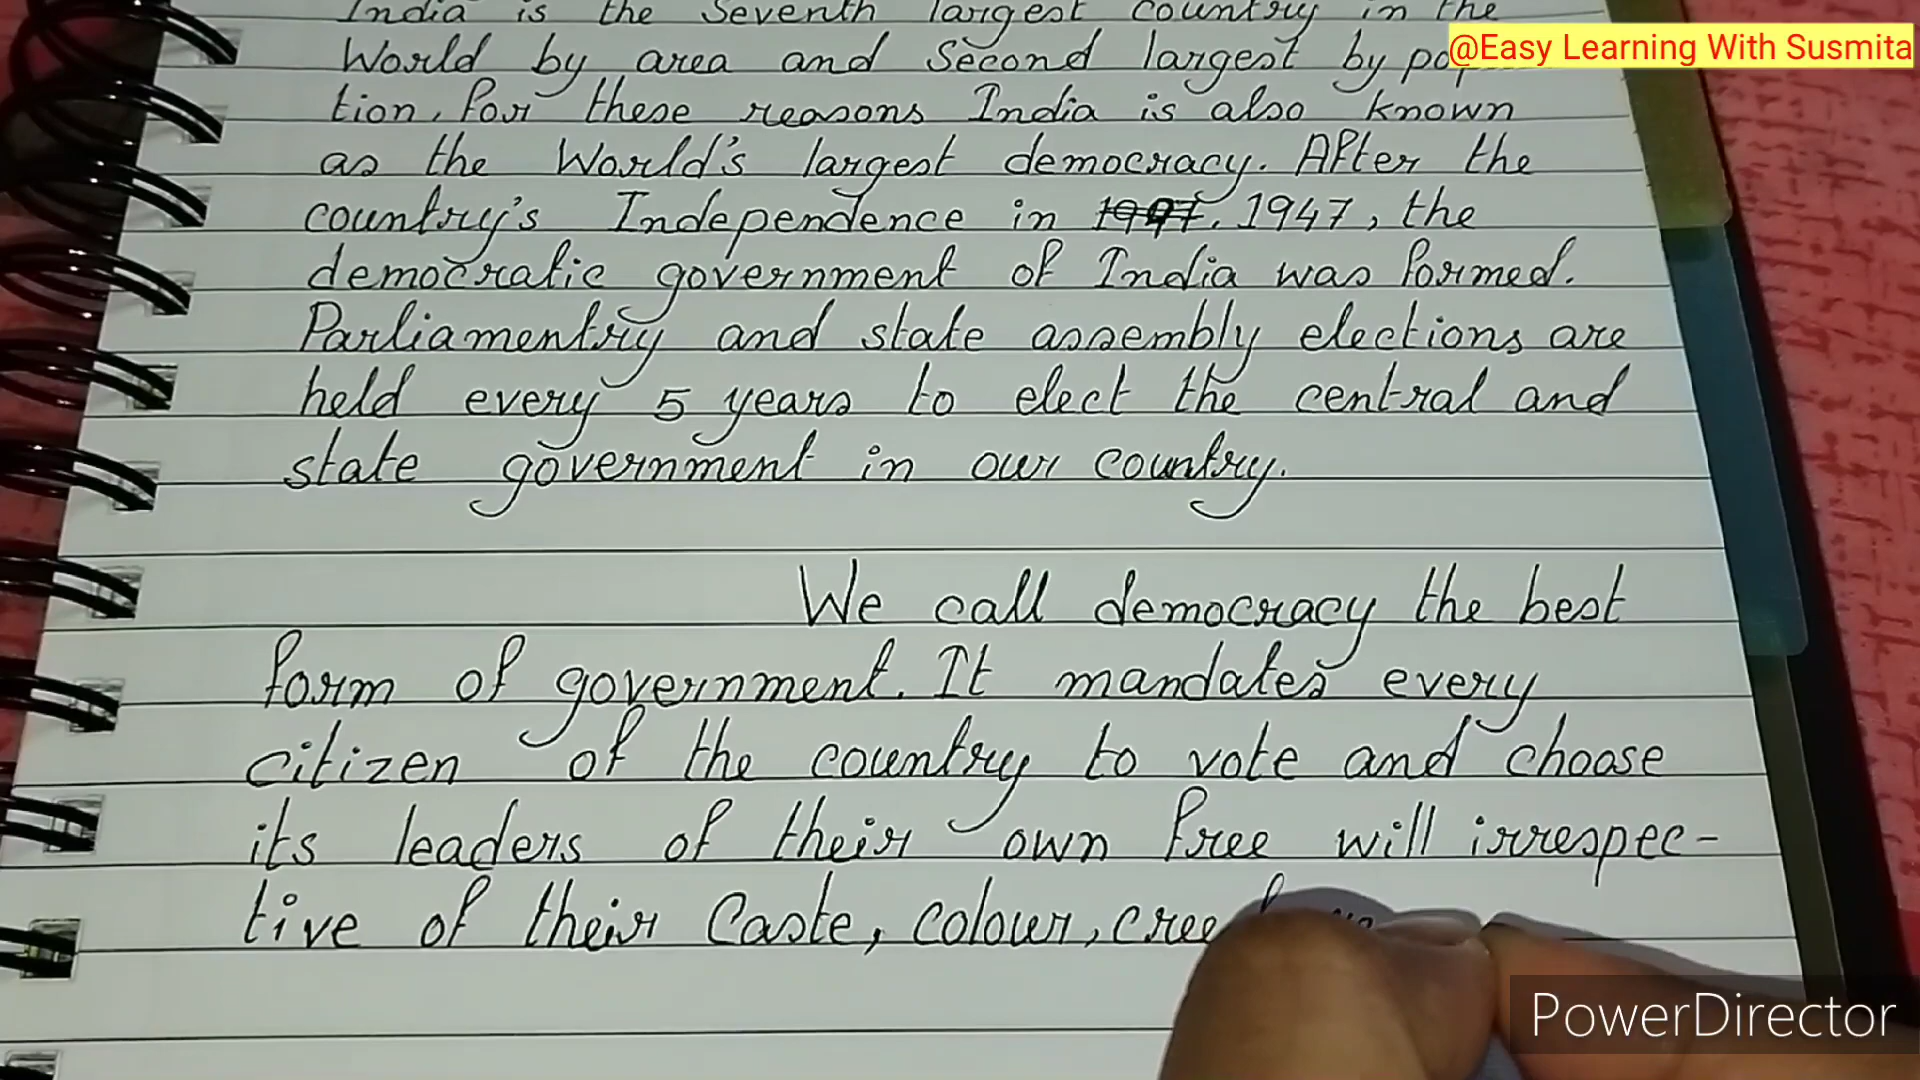 India is the Seventh largest country in the
@Easy Learning With Susmita
World by area and Second largest by
tion. For these reasons India is also known
as the World's largest democracy. After the
country's Independence in 1947, 1947, the
democratic government of India was formed.
Parliamentry and state assembly elections are
held every 5 years to elect the central and
state government in our country.
We call democracy the best
form of government. It mandates every
citizen of the country to vote and choose
its leaders of their own free will irrespec-
tive of their Caste, colour, cree
PowerDirector